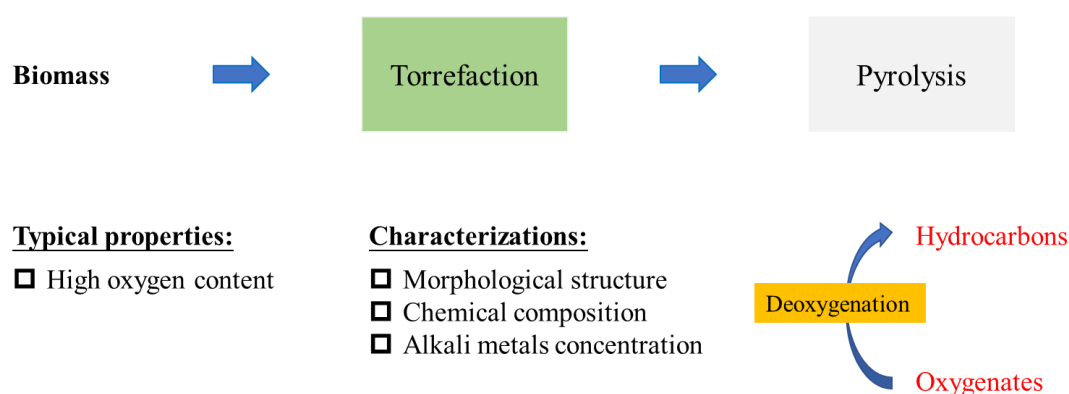 Biomass
Torrefaction
Pyrolysis
Typical properties:
High oxygen content
Characterizations:
Morphological structure
Chemical composition
Alkali metals concentration
Hydrocarbons
Deoxygenation
Oxygenates